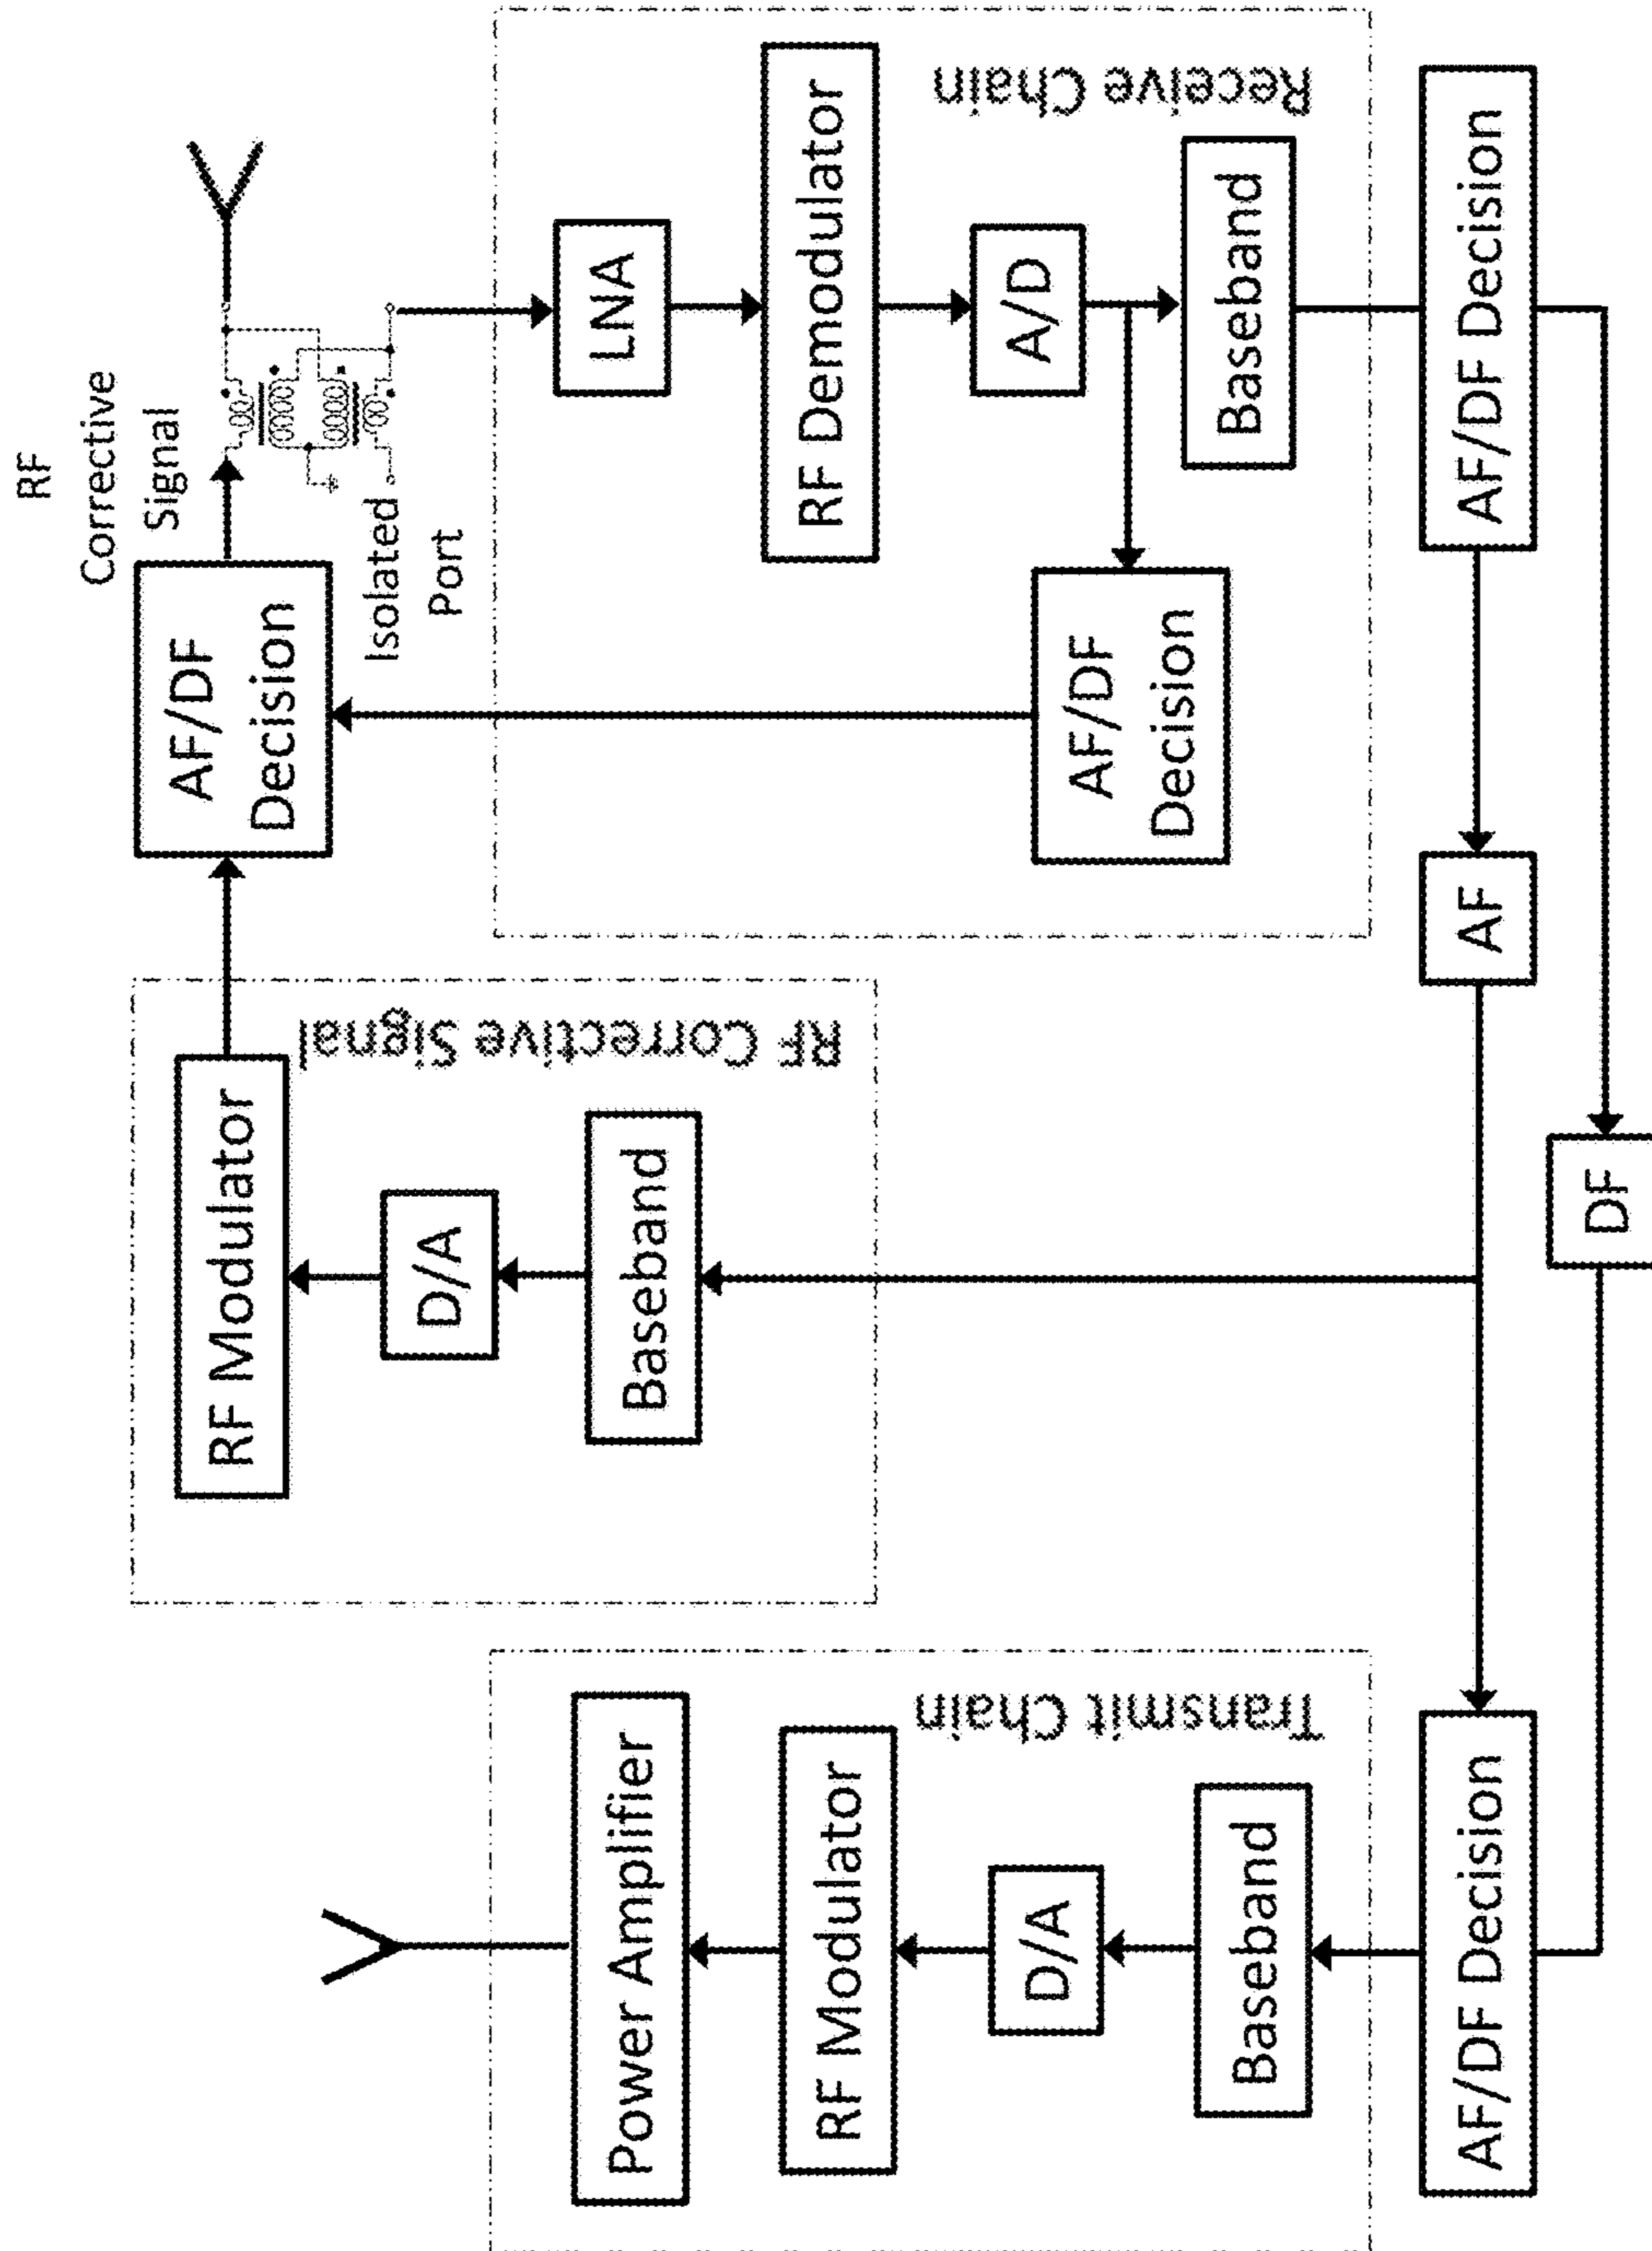 RF
Corrective
Signal
AF/DF
Decision
Isolated
Port
LNA
RF Demodulator
A/D
Baseband
Receive Chain
AF/DF
Decision
AF/DF Decision
AF
DF
RF Modulator
D/A
Baseband
RF Corrective Signal
Power Amplifier
RF Modulator
D/A
Baseband
Transmit Chain
AF/DF Decision